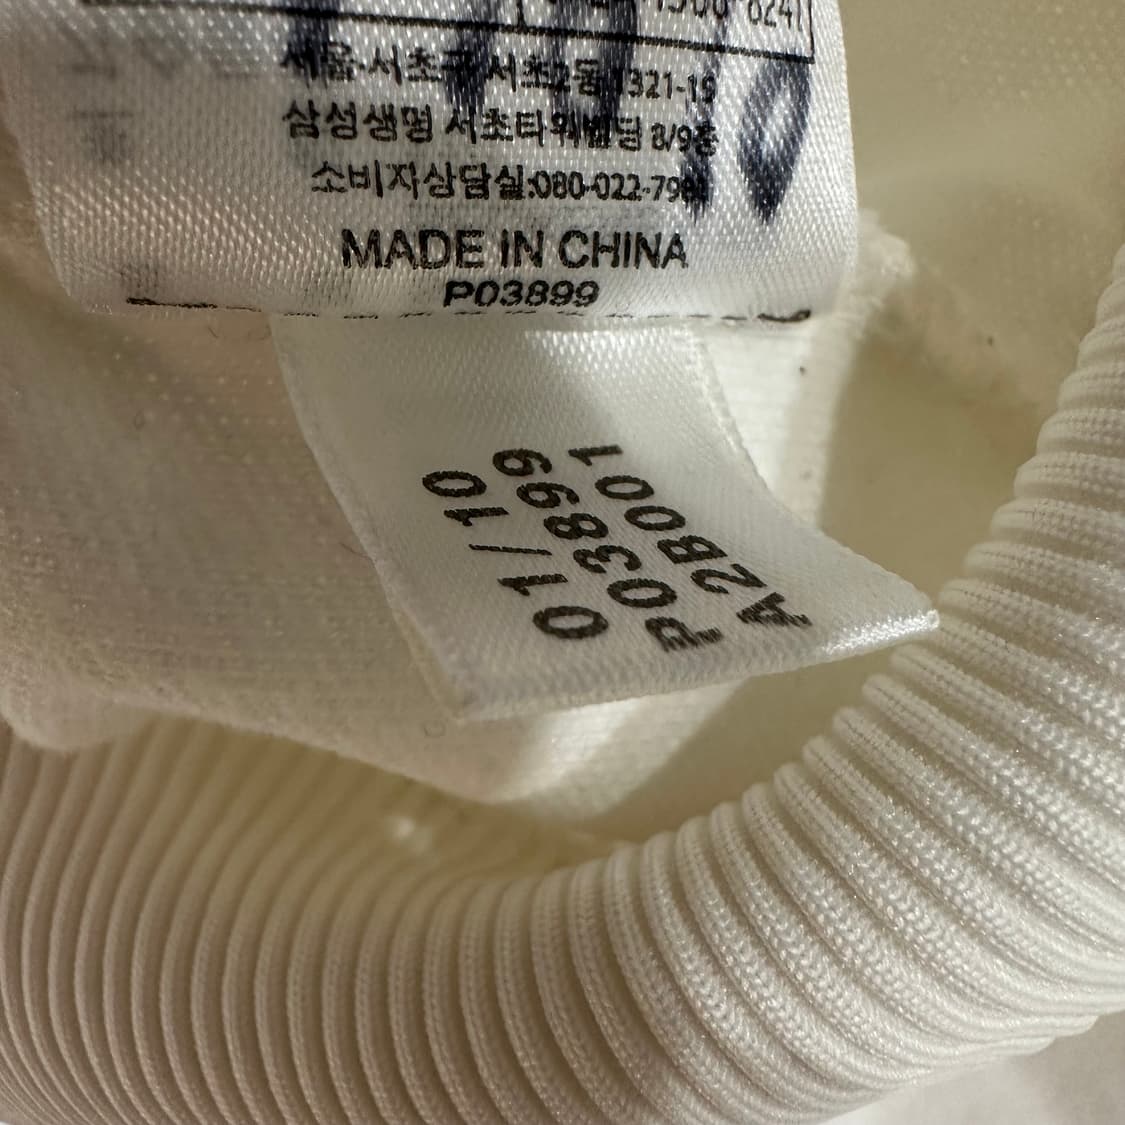 서울 서초구 서초2동 1321-15
삼성생명 서초타워빌딩 8/9층
소비자상담실:080-022-
MADE IN CHINA
P03899
01/10
P03899
A2B001